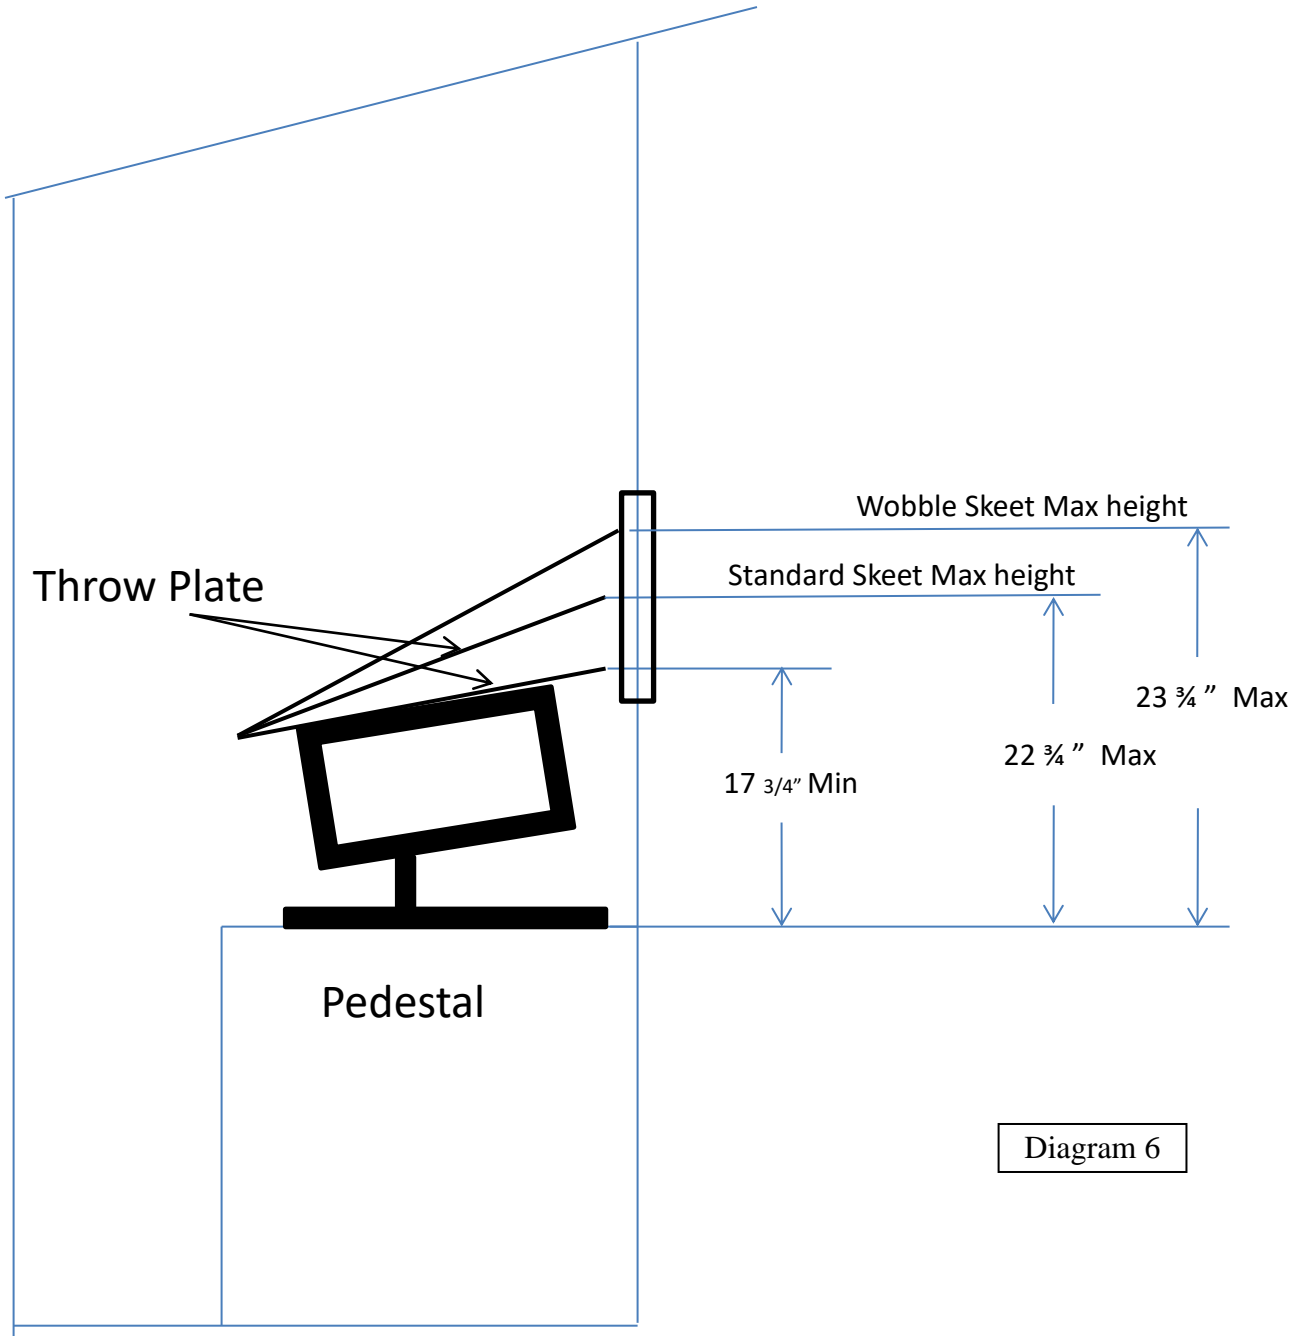 Wobble Skeet Max height
Standard Skeet Max height
Throw Plate
23 ¾ ” Max
22 ¾ ” Max
17 3/4” Min
Pedestal
Diagram 6